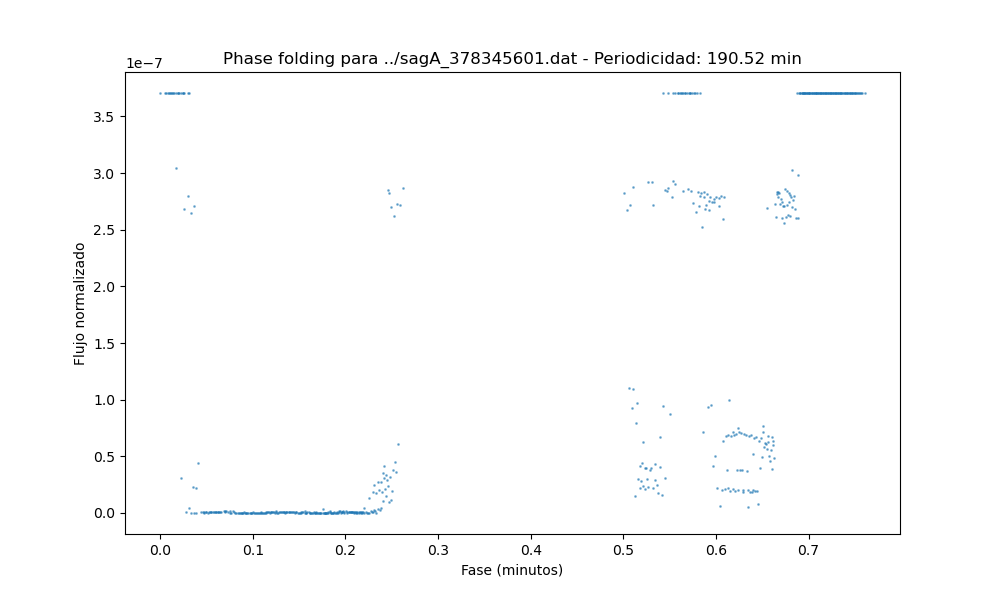 Phase folding para ../sagA_378345601.dat - Periodicidad: 190.52 min
1e−7
3.5
3.0
2.5
2.0
1.5
1.0
0.5
0.0
Flujo normalizado
0.0 0.1 0.2 0.3 0.4 0.5 0.6 0.7
Fase (minutos)